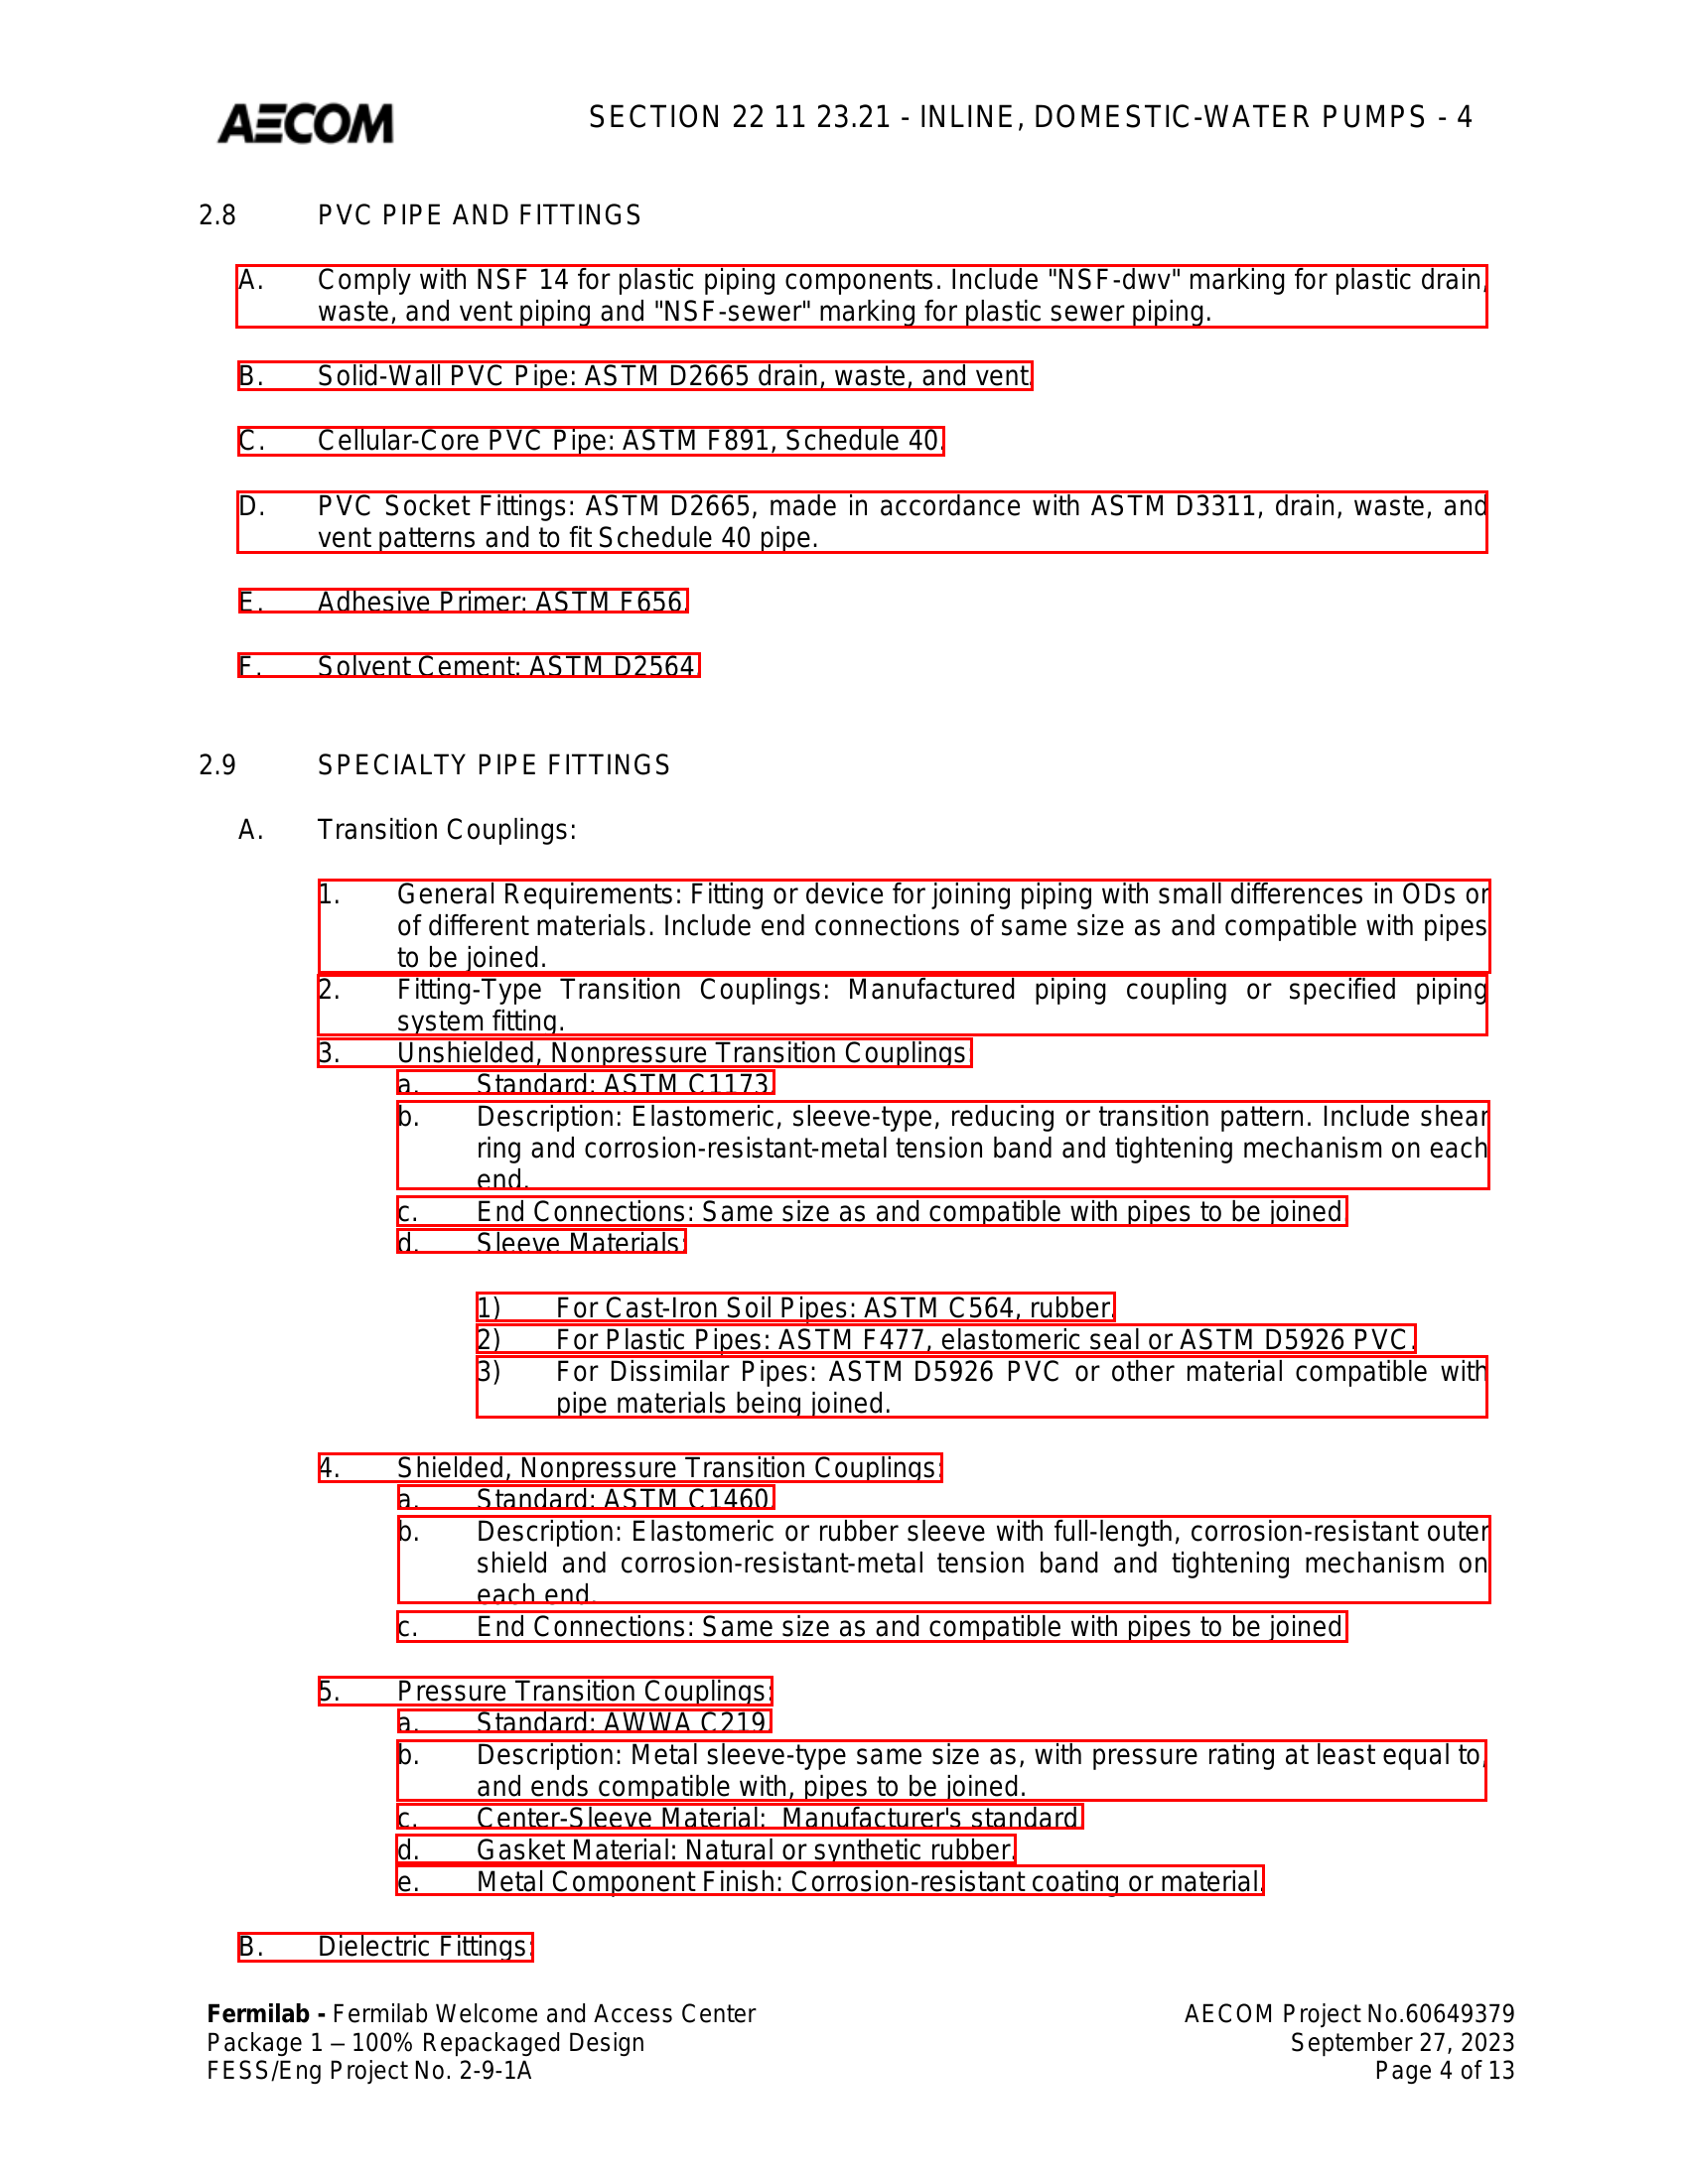 AECOM
SECTION 22 11 23.21 - INLINE, DOMESTIC-WATER PUMPS - 4
2.8 PVC PIPE AND FITTINGS
A. Comply with NSF 14 for plastic piping components. Include "NSF-dwv" marking for plastic drain,
waste, and vent piping and "NSF-sewer" marking for plastic sewer piping.
B. Solid-Wall PVC Pipe: ASTM D2665 drain, waste, and vent.
C. Cellular-Core PVC Pipe: ASTM F891, Schedule 40.
D. PVC Socket Fittings: ASTM D2665, made in accordance with ASTM D3311, drain, waste, and
vent patterns and to fit Schedule 40 pipe.
E. Adhesive Primer: ASTM F656.
F. Solvent Cement: ASTM D2564.
2.9 SPECIALTY PIPE FITTINGS
A. Transition Couplings:
1. General Requirements: Fitting or device for joining piping with small differences in ODs or
of different materials. Include end connections of same size as and compatible with pipes
to be joined.
2. Fitting-Type Transition Couplings: Manufactured piping coupling or specified piping
system fitting.
3. Unshielded, Nonpressure Transition Couplings:
a. Standard: ASTM C1173.
b. Description: Elastomeric, sleeve-type, reducing or transition pattern. Include shear
ring and corrosion-resistant-metal tension band and tightening mechanism on each
end.
c. End Connections: Same size as and compatible with pipes to be joined.
d. Sleeve Materials:
1) For Cast-Iron Soil Pipes: ASTM C564, rubber.
2) For Plastic Pipes: ASTM F477, elastomeric seal or ASTM D5926 PVC.
3) For Dissimilar Pipes: ASTM D5926 PVC or other material compatible with
pipe materials being joined.
4. Shielded, Nonpressure Transition Couplings:
a. Standard: ASTM C1460.
b. Description: Elastomeric or rubber sleeve with full-length, corrosion-resistant outer
shield and corrosion-resistant-metal tension band and tightening mechanism on
each end.
c. End Connections: Same size as and compatible with pipes to be joined.
5. Pressure Transition Couplings:
a. Standard: AWWA C219.
b. Description: Metal sleeve-type same size as, with pressure rating at least equal to,
and ends compatible with, pipes to be joined.
c. Center-Sleeve Material: Manufacturer's standard.
d. Gasket Material: Natural or synthetic rubber.
e. Metal Component Finish: Corrosion-resistant coating or material.
B. Dielectric Fittings:
Fermilab - Fermilab Welcome and Access Center
AECOM Project No.60649379
Package 1 – 100% Repackaged Design
September 27, 2023
FESS/Eng Project No. 2-9-1A
Page 4 of 13